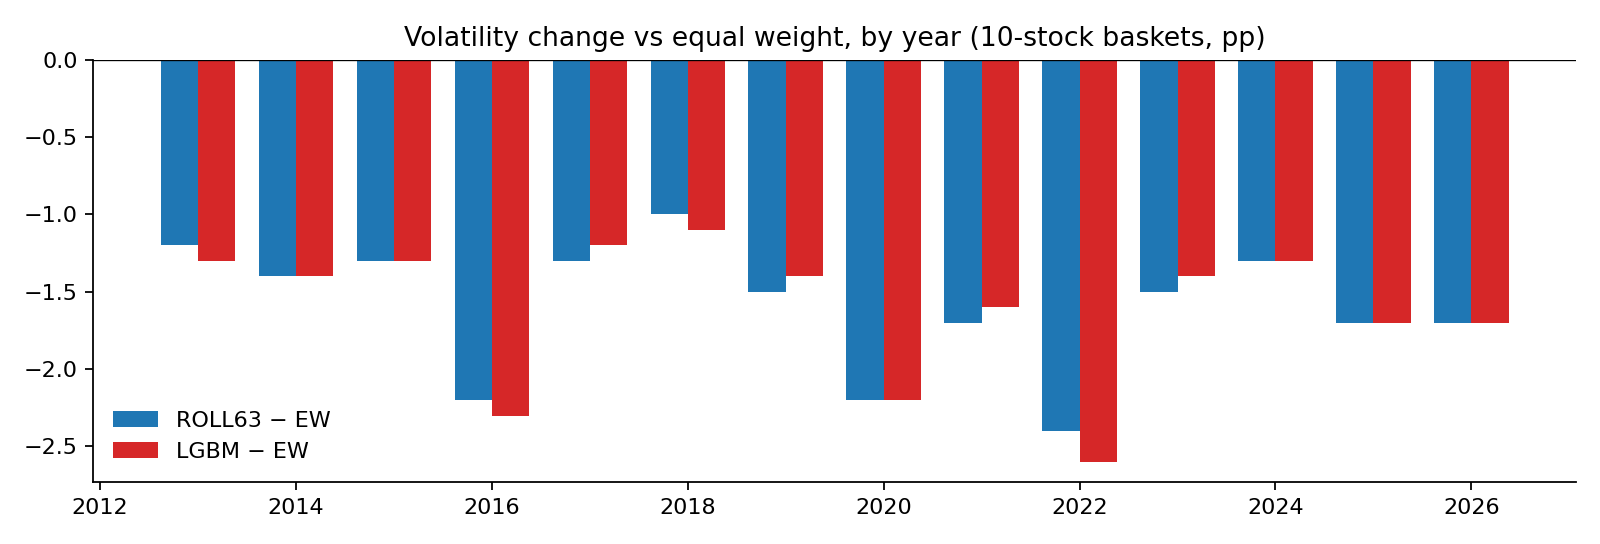 Volatility change vs equal weight, by year (10-stock baskets, pp)
0.0
−0.5
−1.0
−1.5
−2.0
−2.5
ROLL63 − EW
LGBM − EW
2012 2014 2016 2018 2020 2022 2024 2026